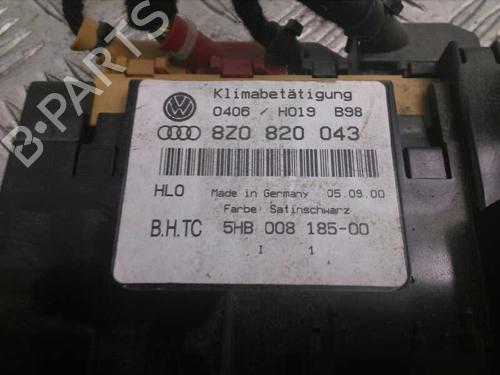 B-PARTS
Klimabetätigung
0406 / H019 B98
8Z0 820 043
HLO Made in Germany 05.09.00
Farbe: Satinschwarz
B.H.TC 5HB 008 185-00
I 1